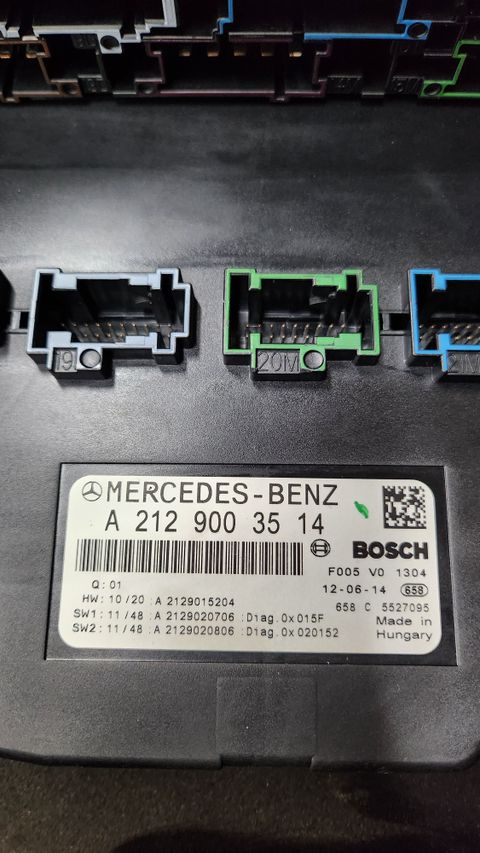 20M
MERCEDES-BENZ
A 212 900 35 14
BOSCH
F005 V0 1304
Q: 01
12-06-14 658
HW: 10/20 :A 2129015204
658 C 5527095
SW1: 11/48 :A 2129020706 :Diag.0x015F
Made in
SW2: 11/48 :A 2129020806 :Diag.0x020152
Hungary